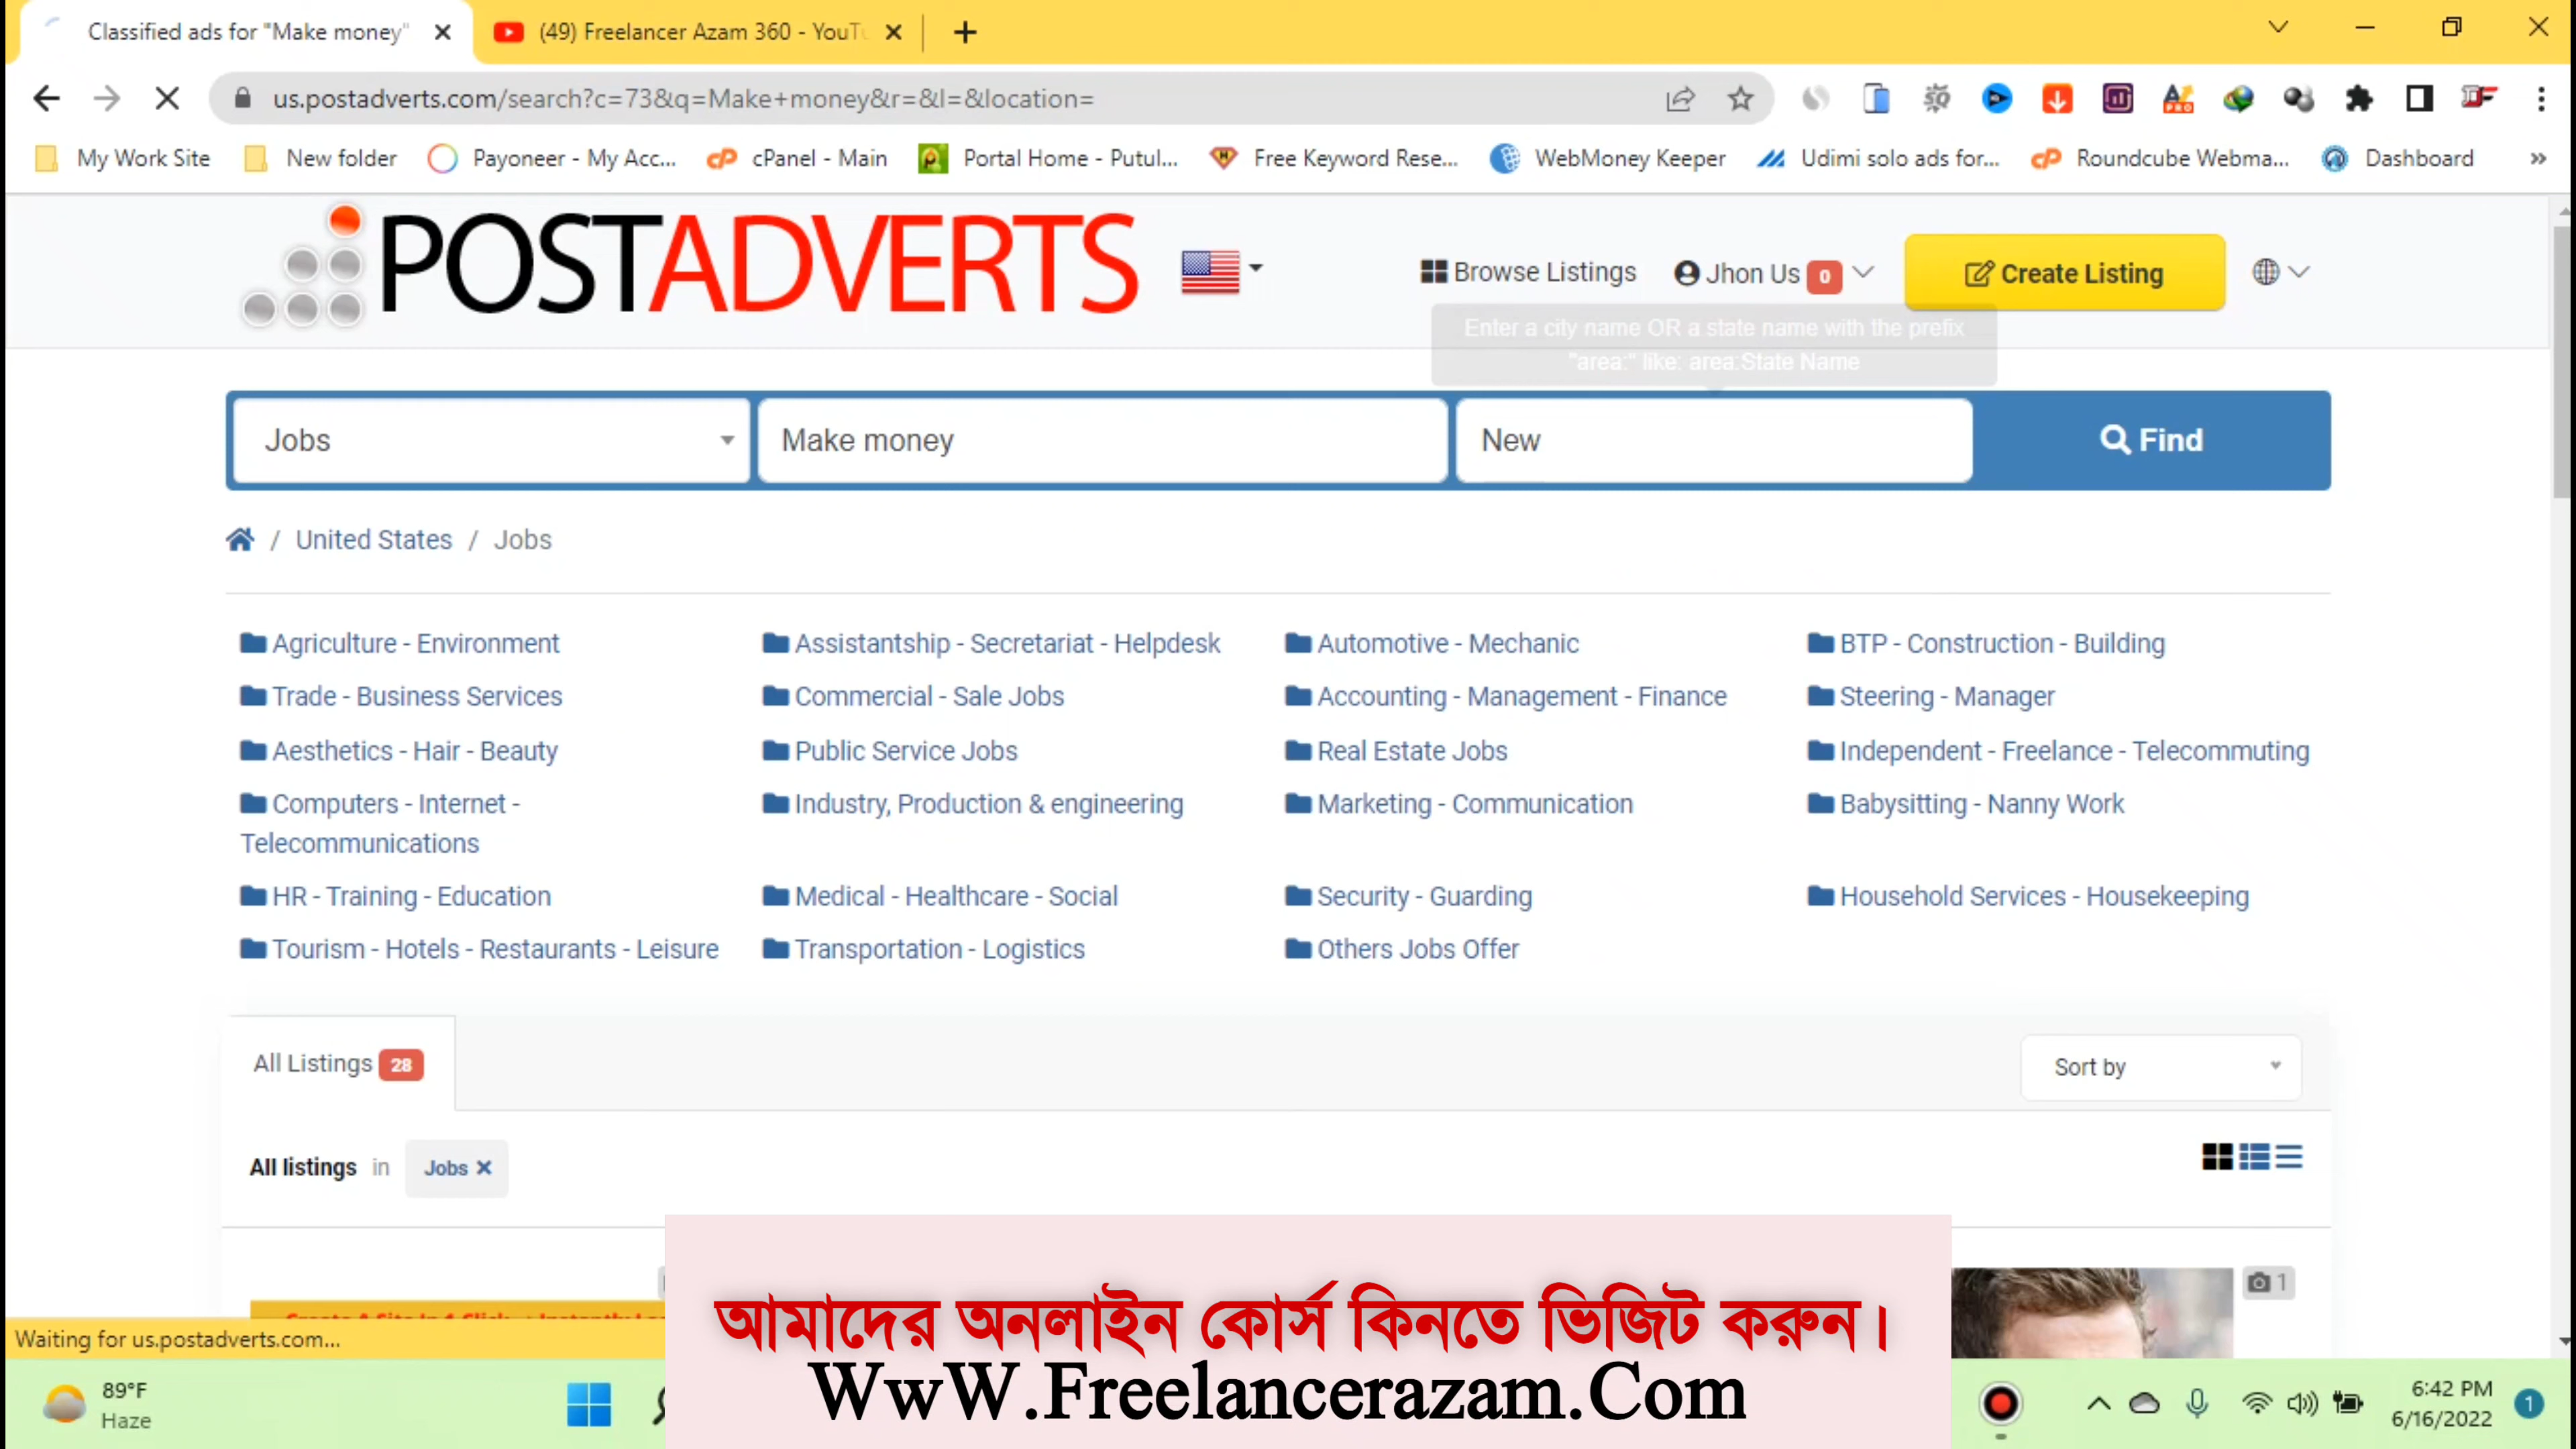 Classified ads for "Make money"
(49) Freelancer Azam 360 - YouTu
us.postadverts.com/search?c=73&q=Make+money&r=&l=&location=
My Work Site
New folder
Payoneer - My Acc...
cPanel - Main
Portal Home - Putul...
Free Keyword Rese...
WebMoney Keeper
Udimi solo ads for...
Roundcube Webma...
Dashboard
POSTADVERTS
Browse Listings
Jhon Us 0
Create Listing
Enter a city name OR a state name with the prefix
"area:" like: area:State Name
Jobs
Make money
New
Find
/ United States / Jobs
Agriculture - Environment
Assistantship - Secretariat - Helpdesk
Automotive - Mechanic
BTP - Construction - Building
Trade - Business Services
Commercial - Sale Jobs
Accounting - Management - Finance
Steering - Manager
Aesthetics - Hair - Beauty
Public Service Jobs
Real Estate Jobs
Independent - Freelance - Telecommuting
Computers - Internet -
Telecommunications
Industry, Production & engineering
Marketing - Communication
Babysitting - Nanny Work
HR - Training - Education
Medical - Healthcare - Social
Security - Guarding
Household Services - Housekeeping
Tourism - Hotels - Restaurants - Leisure
Transportation - Logistics
Others Jobs Offer
All Listings 28
Sort by
All listings in Jobs
1
Waiting for us.postadverts.com...
আমাদের অনলাইন কোর্স কিনতে ভিজিট করুন।
WwW.Freelancerazam.Com
89°F
Haze
6:42 PM
6/16/2022
1